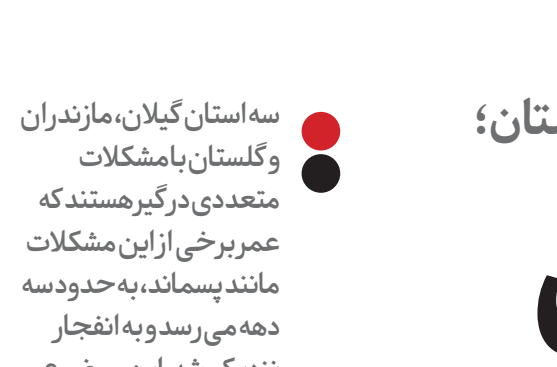 ستان؛
سه استان گیلان، مازندران
و گلستان با مشکلات
متعددی درگیر هستند که
عمر برخی از این مشکلات
مانند پسماند، به حدود سه
دهه می‌رسد و به انفجار